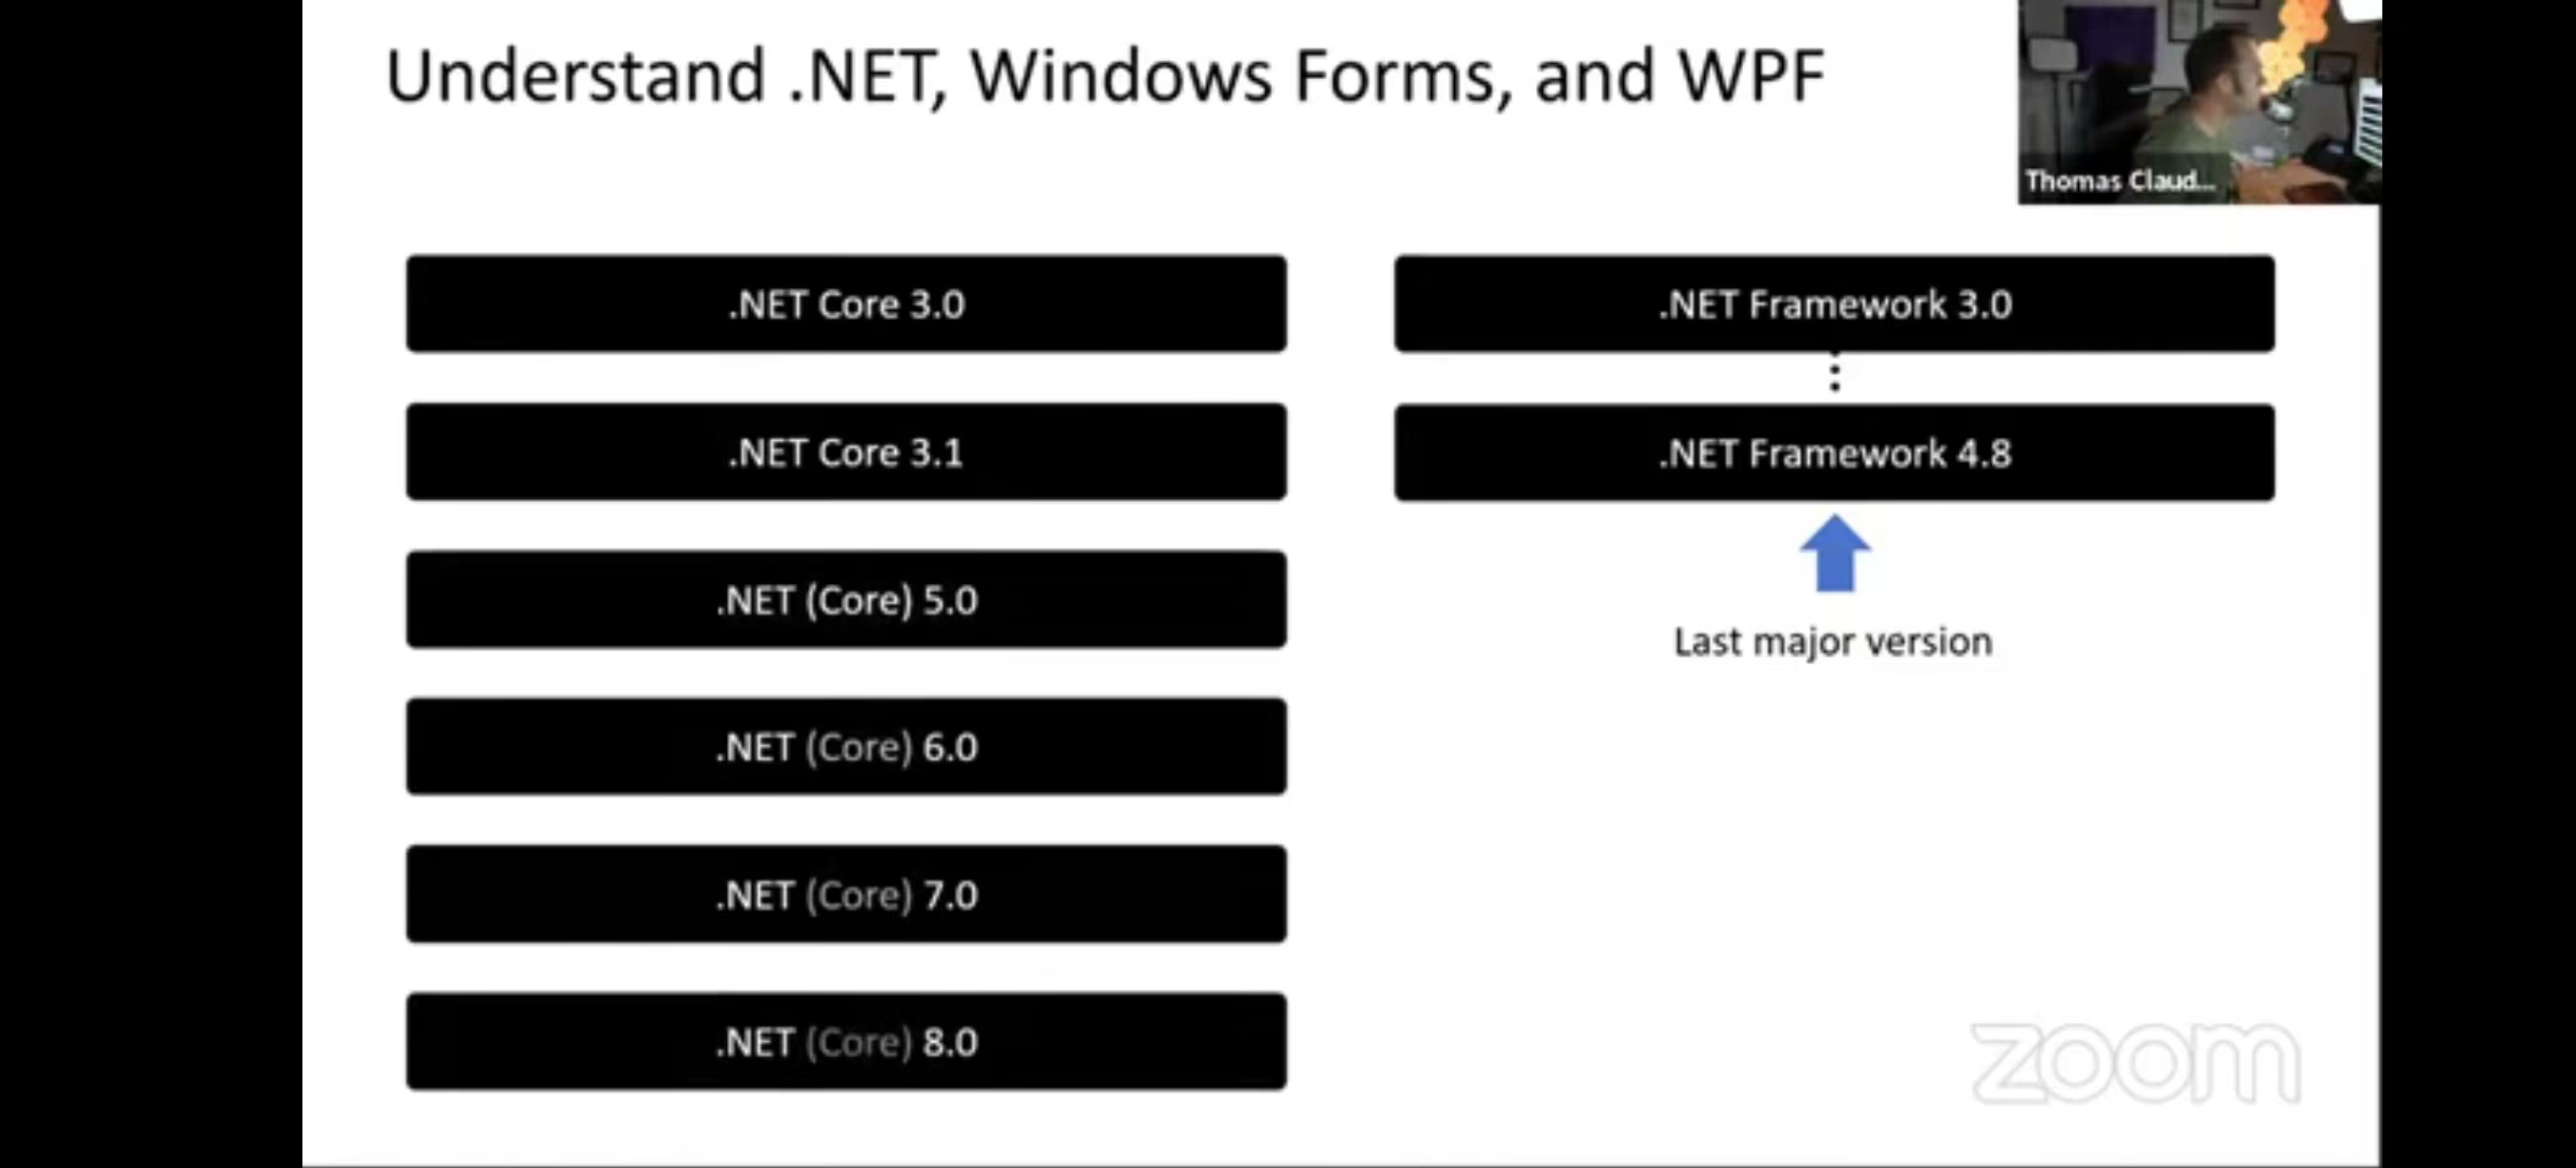 Understand .NET, Windows Forms, and WPF
Thomas Claud...
.NET Core 3.0
.NET Core 3.1
.NET (Core) 5.0
.NET (Core) 6.0
.NET (Core) 7.0
.NET (Core) 8.0
.NET Framework 3.0
.NET Framework 4.8
Last major version
zoom